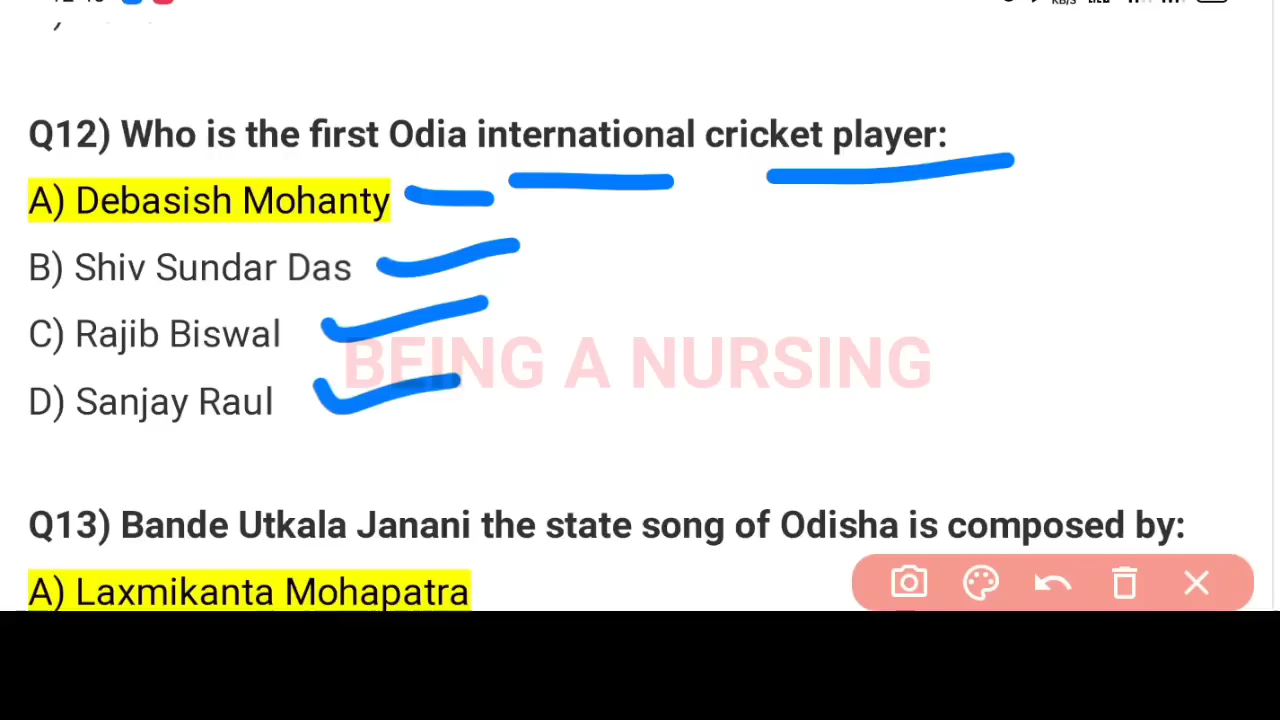 Q12) Who is the first Odia international cricket player:
A) Debasish Mohanty
B) Shiv Sundar Das
C) Rajib Biswal
BEING A NURSING
D) Sanjay Raul
Q13) Bande Utkala Janani the state song of Odisha is composed by:
A) Laxmikanta Mohapatra